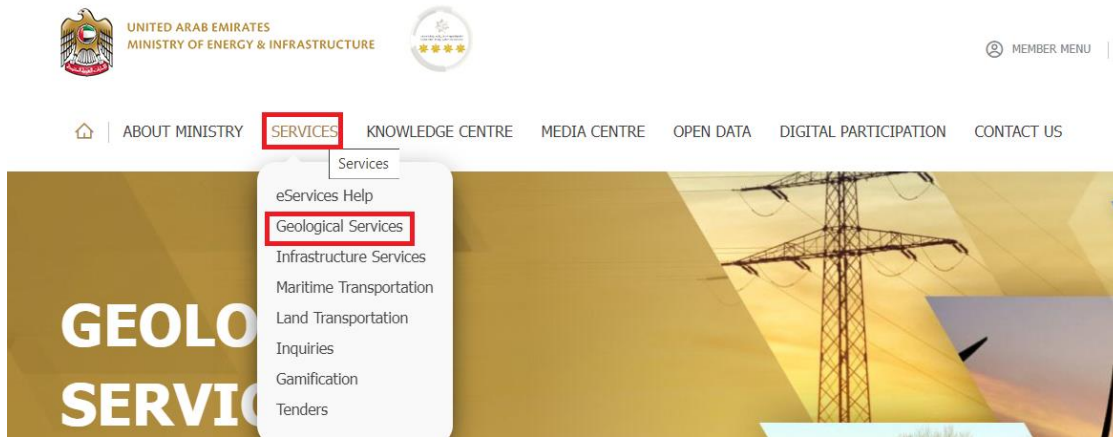 UNITED ARAB EMIRATES
MINISTRY OF ENERGY & INFRASTRUCTURE
MEMBER MENU
ABOUT MINISTRY SERVICES KNOWLEDGE CENTRE MEDIA CENTRE OPEN DATA DIGITAL PARTICIPATION CONTACT US
Services
eServices Help
Geological Services
Infrastructure Services
Maritime Transportation
Land Transportation
Inquiries
Gamification
Tenders
GEOLO
SERVIC